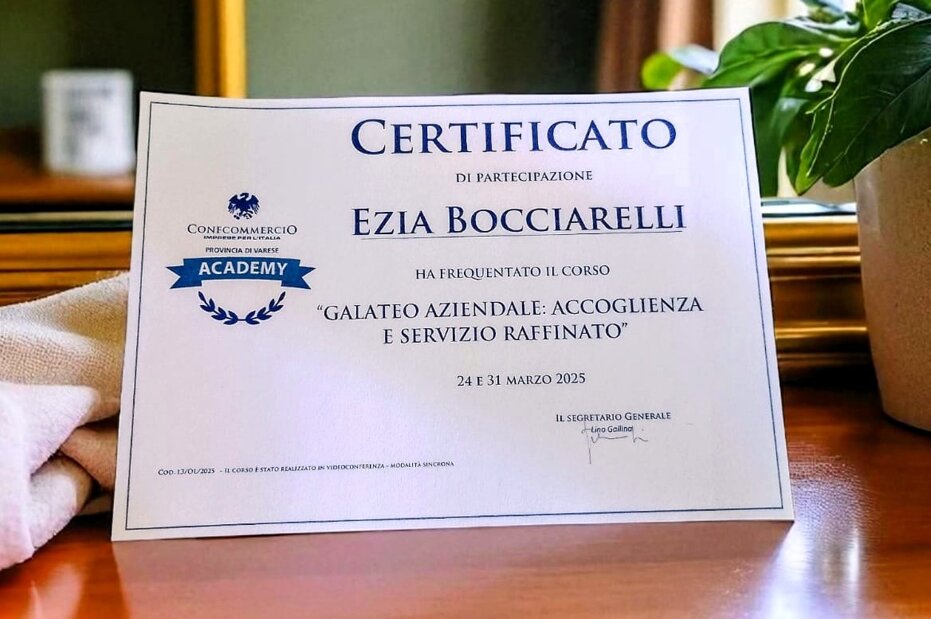 CERTIFICATO
DI PARTECIPAZIONE
EZIA BOCCIARELLI
HA FREQUENTATO IL CORSO
“GALATEO AZIENDALE: ACCOGLIENZA
E SERVIZIO RAFFINATO”
24 E 31 MARZO 2025
CONFCOMMERCIO
IMPRESE PER L'ITALIA
PROVINCIA DI VARESE
ACADEMY
IL SEGRETARIO GENERALE
Lino Gallina
COD. 13/OL/2025 - IL CORSO È STATO REALIZZATO IN VIDEOCONFERENZA - MODALITÀ SINCRONA